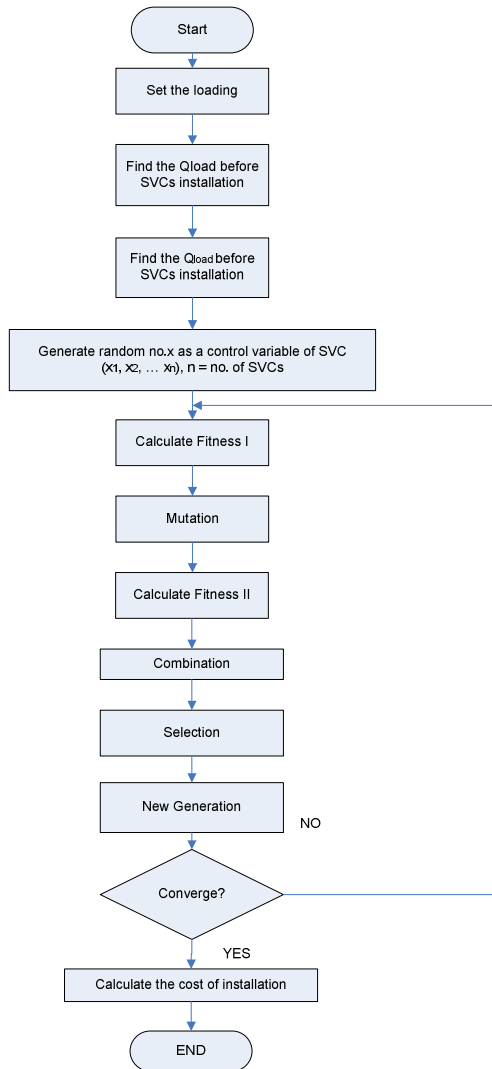 Start
Set the loading
Find the Qload before
SVCs installation
Find the Qload before
SVCs installation
Generate random no.x as a control variable of SVC
(x1, x2, … xn), n = no. of SVCs
Calculate Fitness I
Mutation
Calculate Fitness II
Combination
Selection
New Generation
NO
Converge?
YES
Calculate the cost of installation
END